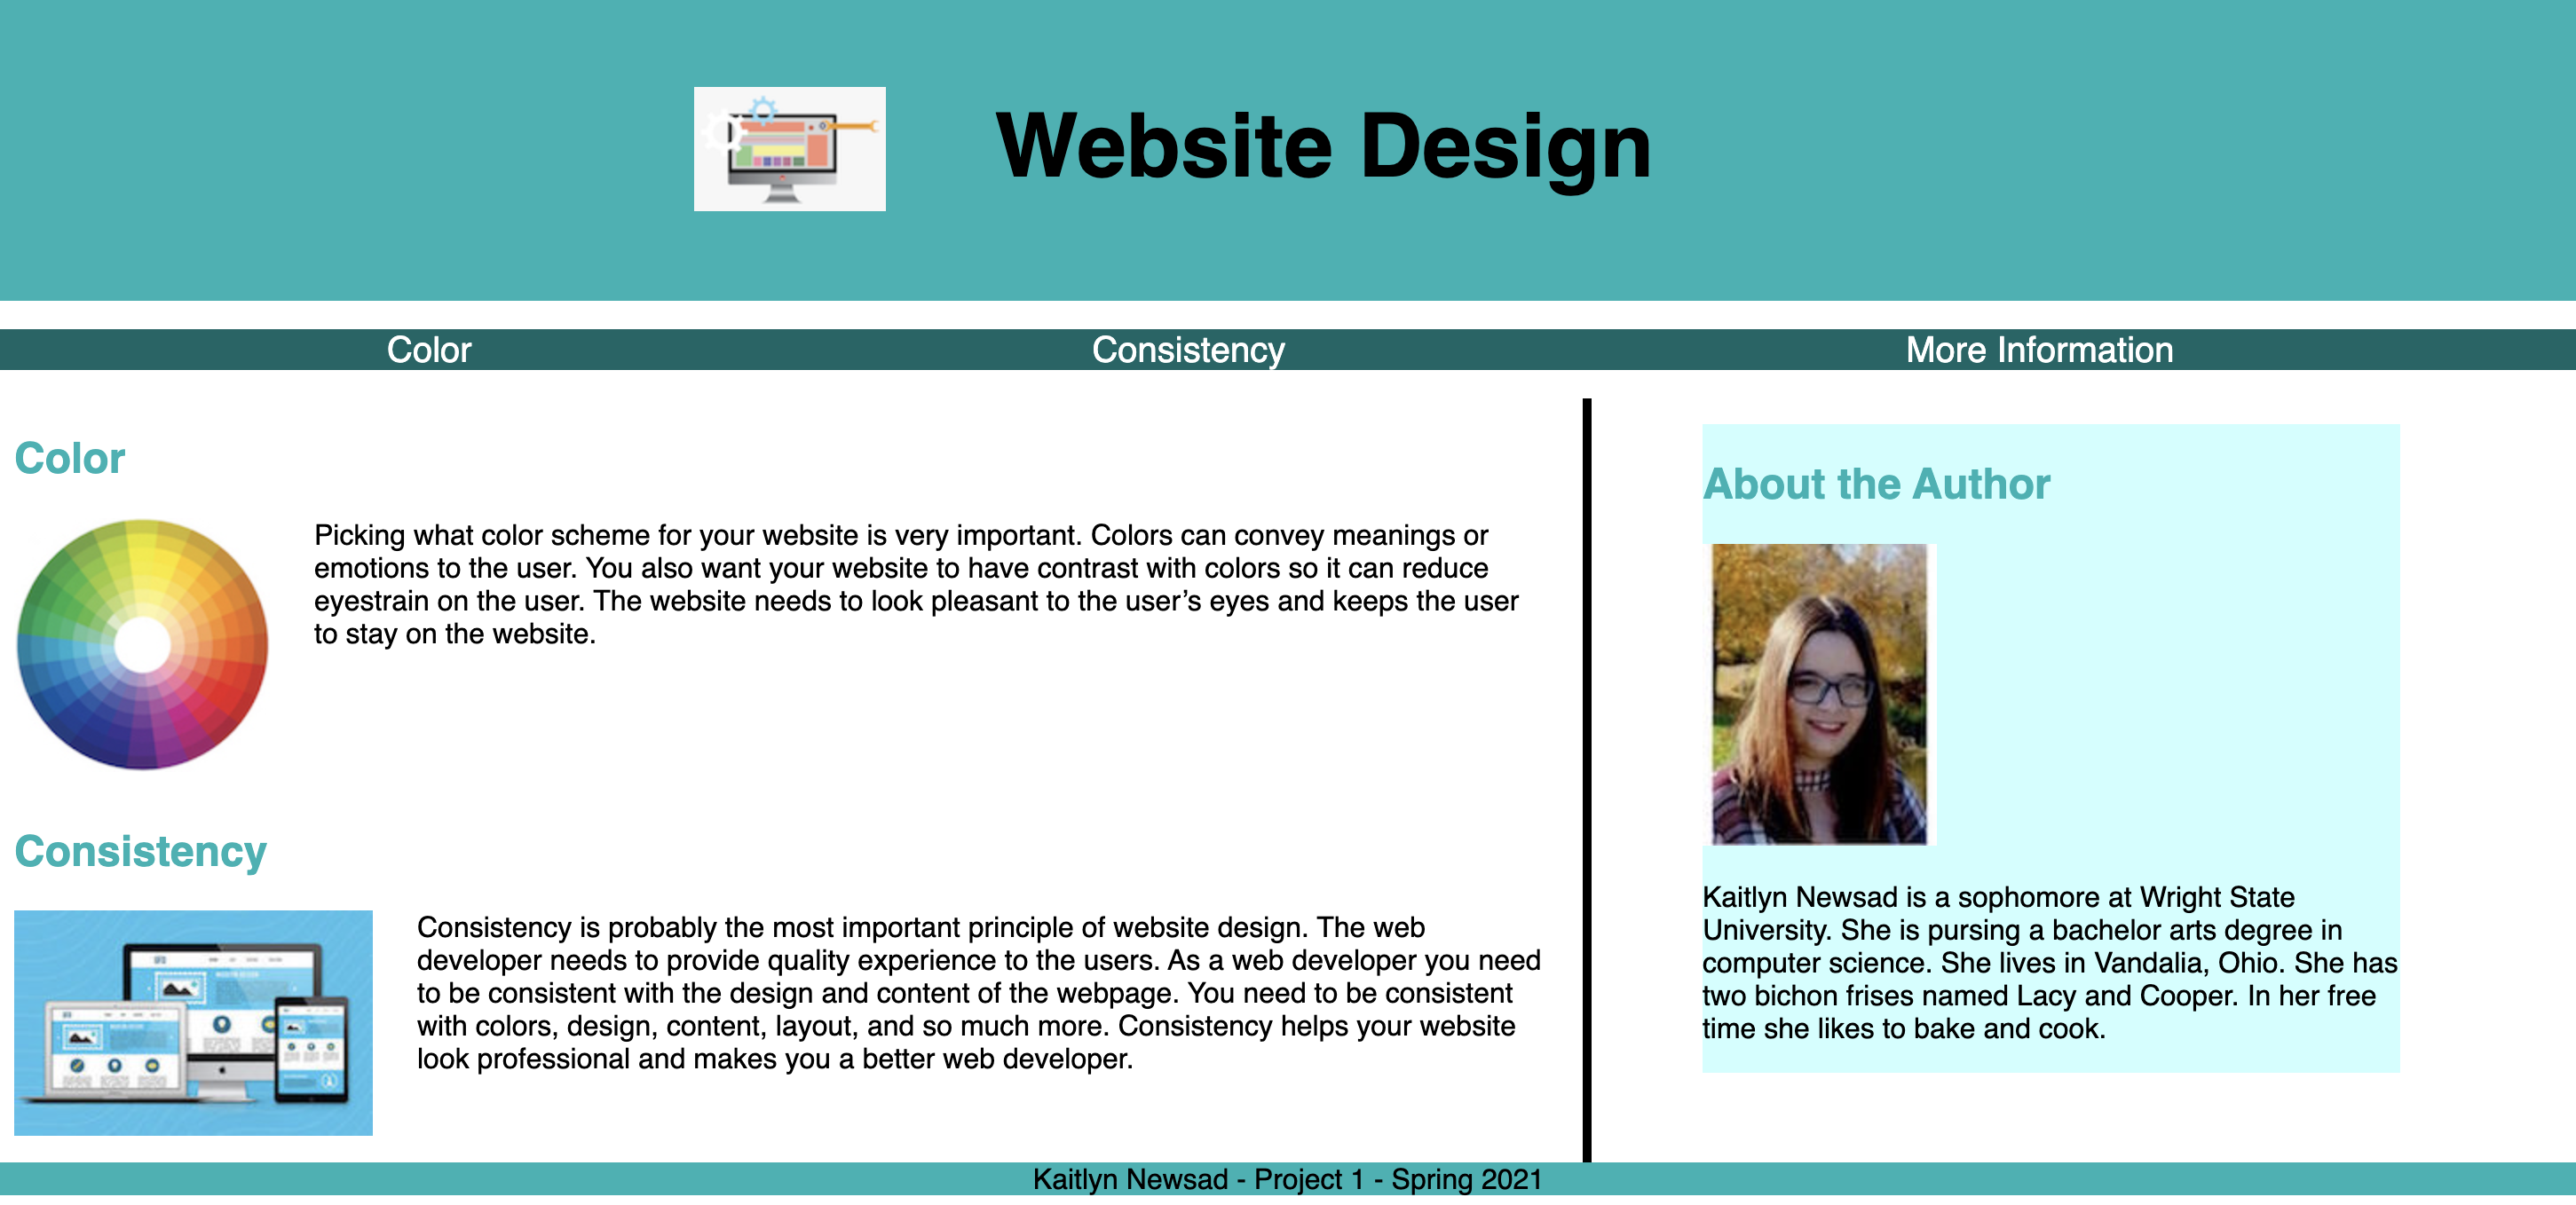 Website Design
Color
Consistency
More Information
Color
Picking what color scheme for your website is very important. Colors can convey meanings or
emotions to the user. You also want your website to have contrast with colors so it can reduce
eyestrain on the user. The website needs to look pleasant to the user’s eyes and keeps the user
to stay on the website.
Consistency
Consistency is probably the most important principle of website design. The web
developer needs to provide quality experience to the users. As a web developer you need
to be consistent with the design and content of the webpage. You need to be consistent
with colors, design, content, layout, and so much more. Consistency helps your website
look professional and makes you a better web developer.
About the Author
Kaitlyn Newsad is a sophomore at Wright State
University. She is pursing a bachelor arts degree in
computer science. She lives in Vandalia, Ohio. She has
two bichon frises named Lacy and Cooper. In her free
time she likes to bake and cook.
Kaitlyn Newsad - Project 1 - Spring 2021